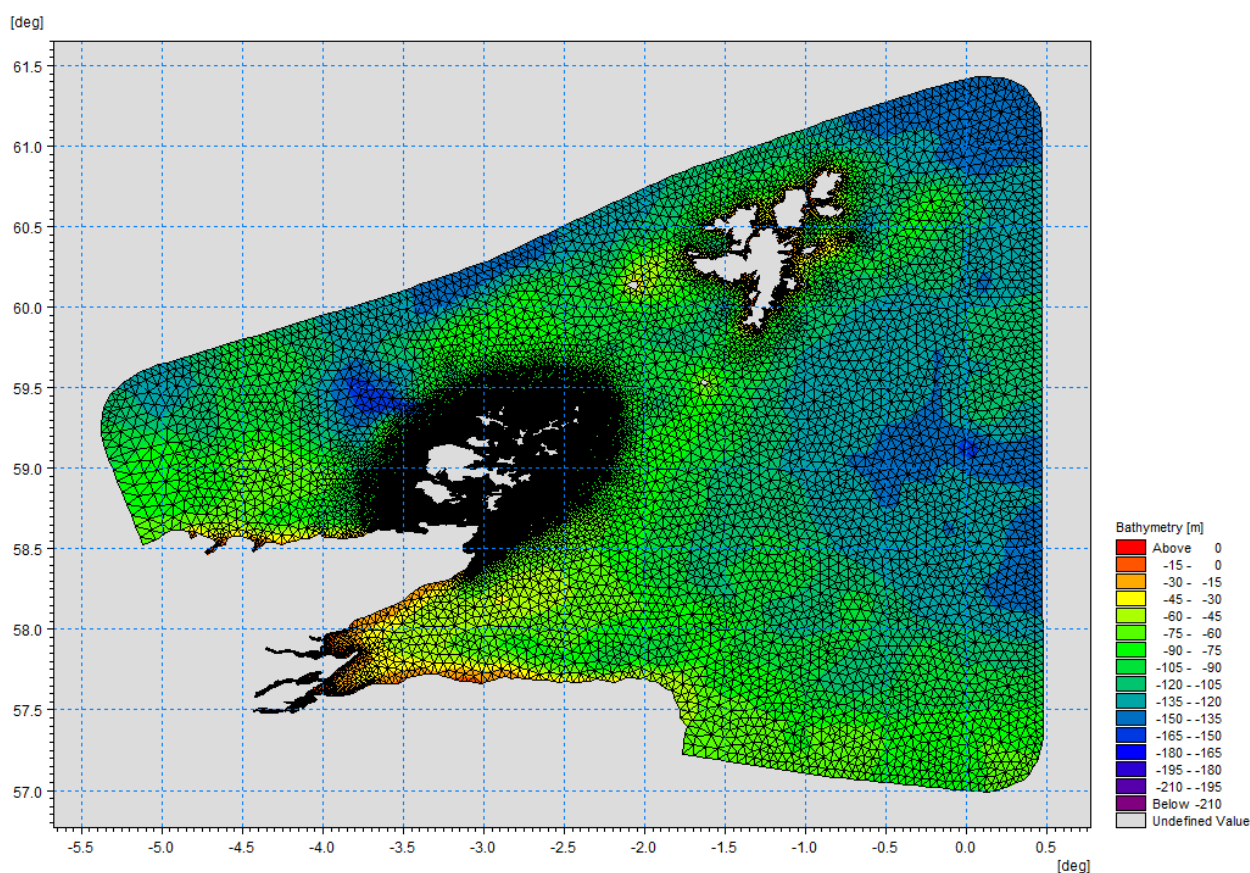 [deg]
61.5
61.0
60.5
60.0
59.5
59.0
58.5
58.0
57.5
57.0
-5.5 -5.0 -4.5 -4.0 -3.5 -3.0 -2.5 -2.0 -1.5 -1.0 -0.5 0.0 0.5
[deg]
Bathymetry [m]
Above 0
-15 - 0
-30 - -15
-45 - -30
-60 - -45
-75 - -60
-90 - -75
-105 - -90
-120 - -105
-135 - -120
-150 - -135
-165 - -150
-180 - -165
-195 - -180
-210 - -195
Below -210
Undefined Value